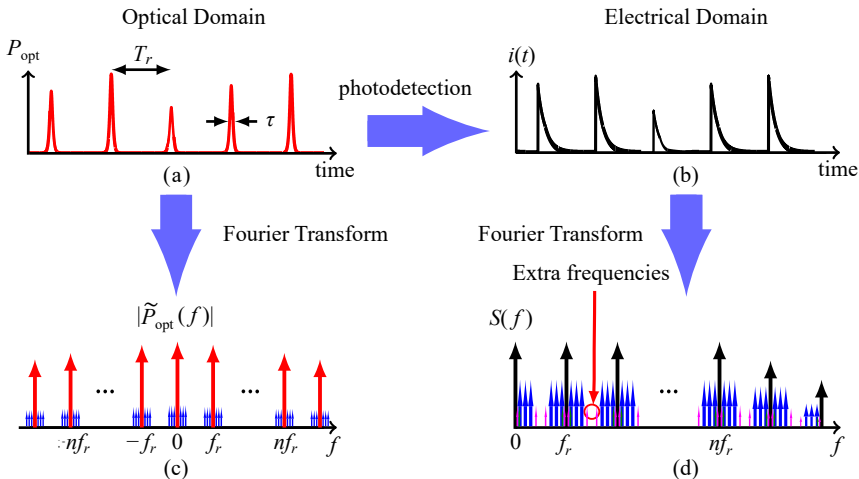 Optical Domain
Electrical Domain
P_opt
T_r
τ
time
(a)
photodetection
i(t)
time
(b)
Fourier Transform
Fourier Transform
Extra frequencies
|P̃_opt(f)|
S(f)
...
...
...
-nf_r
−f_r
0
f_r
nf_r
f
(c)
0
f_r
nf_r
f
(d)